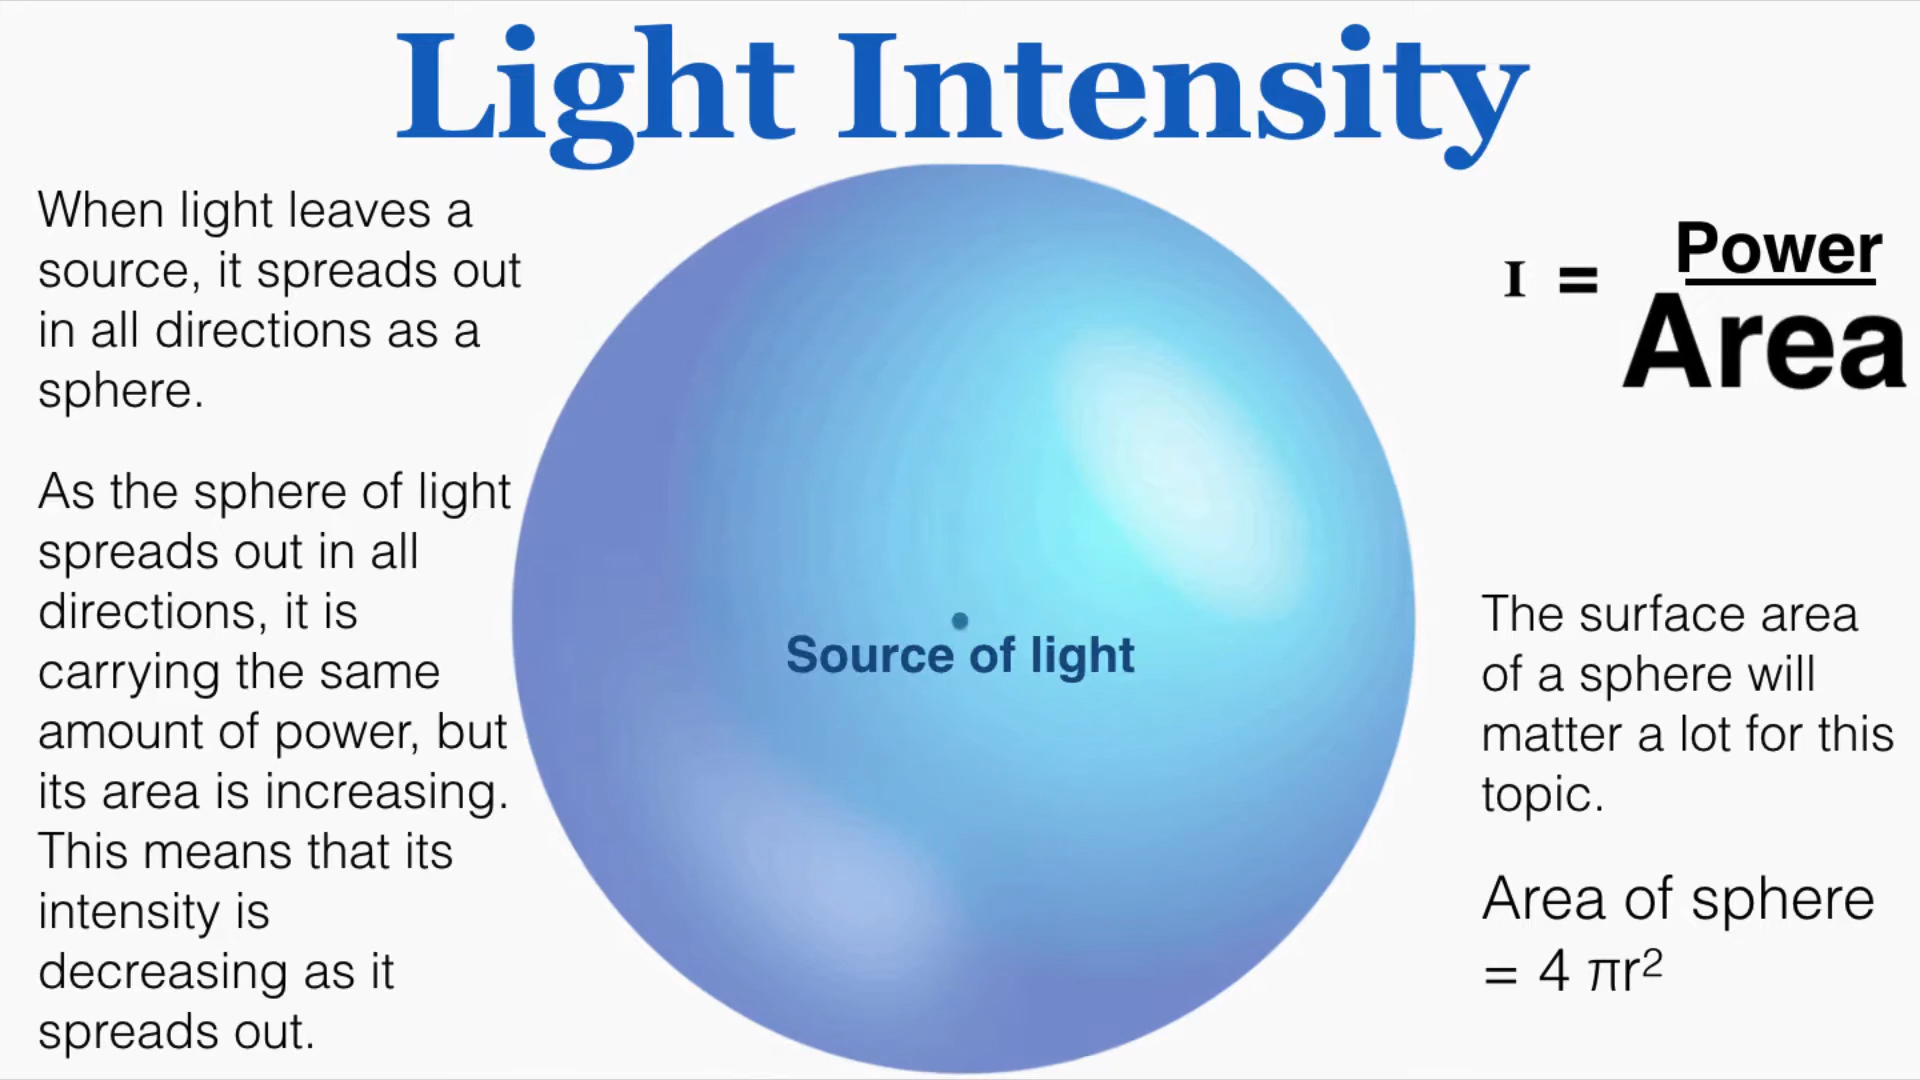 Light Intensity
When light leaves a
source, it spreads out
in all directions as a
sphere.
As the sphere of light
spreads out in all
directions, it is
carrying the same
amount of power, but
its area is increasing.
This means that its
intensity is
decreasing as it
spreads out.
Source of light
I = Power
Area
The surface area
of a sphere will
matter a lot for this
topic.
Area of sphere
= 4 πr²